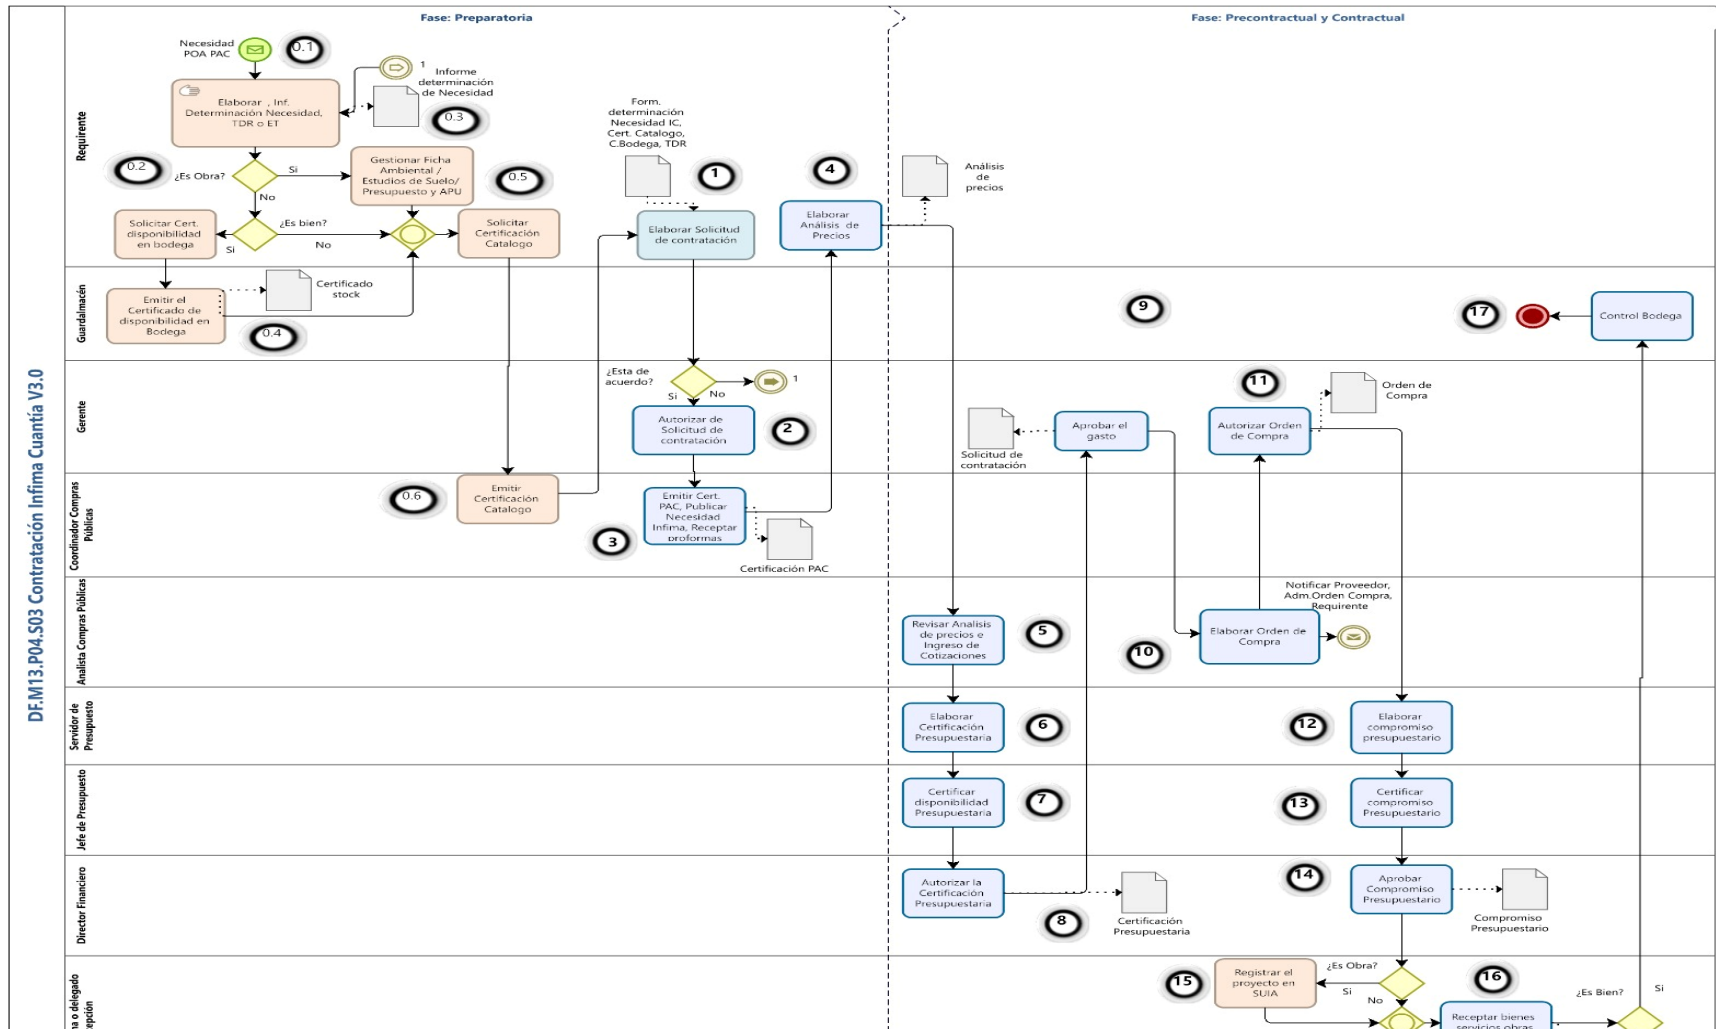 DF.M13.P04.S03 Contratación Infima Cuantía V3.0
Fase: Preparatoria
Fase: Precontractual y Contractual
Requirente
Necesidad
POA PAC
0.1
Elaborar , Inf.
Determinación Necesidad,
TDR o ET
1
Informe
determinación
de Necesidad
0.3
0.2
¿Es Obra?
Si
No
Gestionar Ficha
Ambiental /
Estudios de Suelo/
Presupuesto y APU
0.5
Solicitar Cert.
disponibilidad
en bodega
Si
¿Es bien?
No
Solicitar
Certificación
Catalogo
Form.
determinación
Necesidad IC,
Cert. Catalogo,
C.Bodega, TDR
1
Elaborar Solicitud
de contratación
4
Elaborar
Análisis de
Precios
Análisis
de
precios
Guardalmacén
Emitir el
Certificado de
disponibilidad en
Bodega
Certificado
stock
0.4
9
17
Control Bodega
Gerente
¿Esta de
acuerdo?
Si
No
1
Autorizar de
Solicitud de
contratación
2
Solicitud de
contratación
Aprobar el
gasto
11
Autorizar Orden
de Compra
Orden de
Compra
Coordinador Compras
Públicas
0.6
Emitir
Certificación
Catalogo
3
Emitir Cert.
PAC, Publicar
Necesidad
Infima, Receptar
proformas
Certificación PAC
Analista Compras Públicas
Revisar Analisis
de precios e
Ingreso de
Cotizaciones
5
10
Elaborar Orden de
Compra
Notificar Proveedor,
Adm.Orden Compra,
Requirente
Servidor de
Presupuesto
Elaborar
Certificación
Presupuestaria
6
12
Elaborar
compromiso
presupuestario
Jefe de Presupuesto
Certificar
disponibilidad
Presupuestaria
7
13
Certificar
compromiso
Presupuestario
Director Financiero
Autorizar la
Certificación
Presupuestaria
8
Certificación
Presupuestaria
14
Aprobar
Compromiso
Presupuestario
Compromiso
Presupuestario
o delegado
15
Registrar el
proyecto en
SUIA
¿Es Obra?
Si
No
16
Receptar bienes
servicios obras
¿Es Bien?
Si